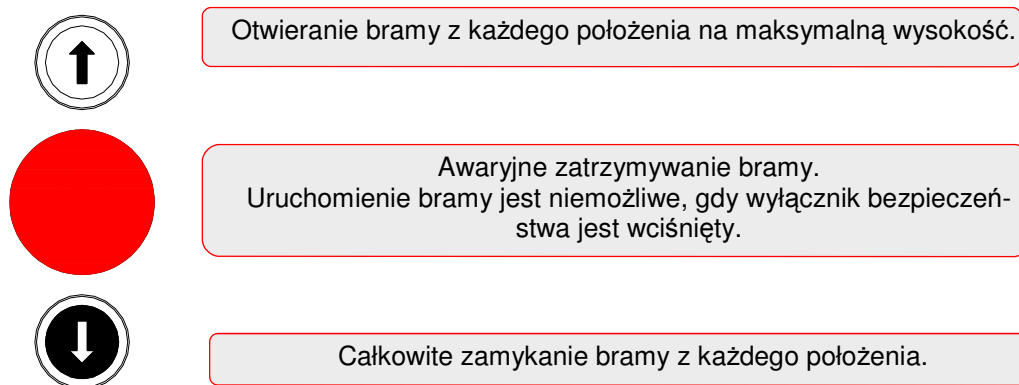 Otwieranie bramy z każdego położenia na maksymalną wysokość.
Awaryjne zatrzymywanie bramy.
Uruchomienie bramy jest niemożliwe, gdy wyłącznik bezpieczeń-
stwa jest wciśnięty.
Całkowite zamykanie bramy z każdego położenia.